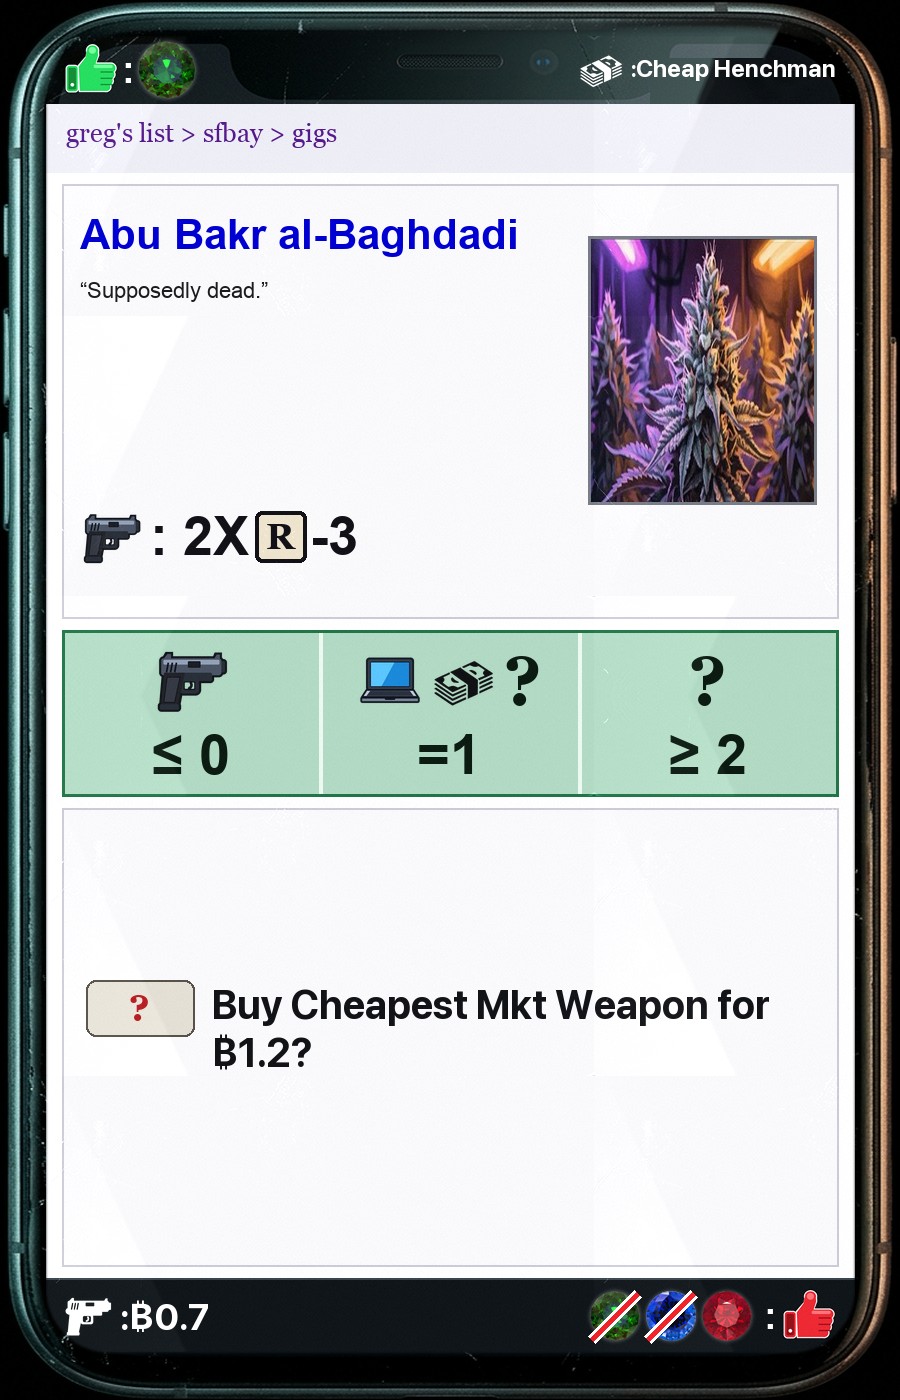 :
:Cheap Henchman
greg's list > sfbay > gigs
Abu Bakr al-Baghdadi
“Supposedly dead.”
: 2X R -3
?
?
≤ 0
=1
≥ 2
?
Buy Cheapest Mkt Weapon for
₿1.2?
:₿0.7
: